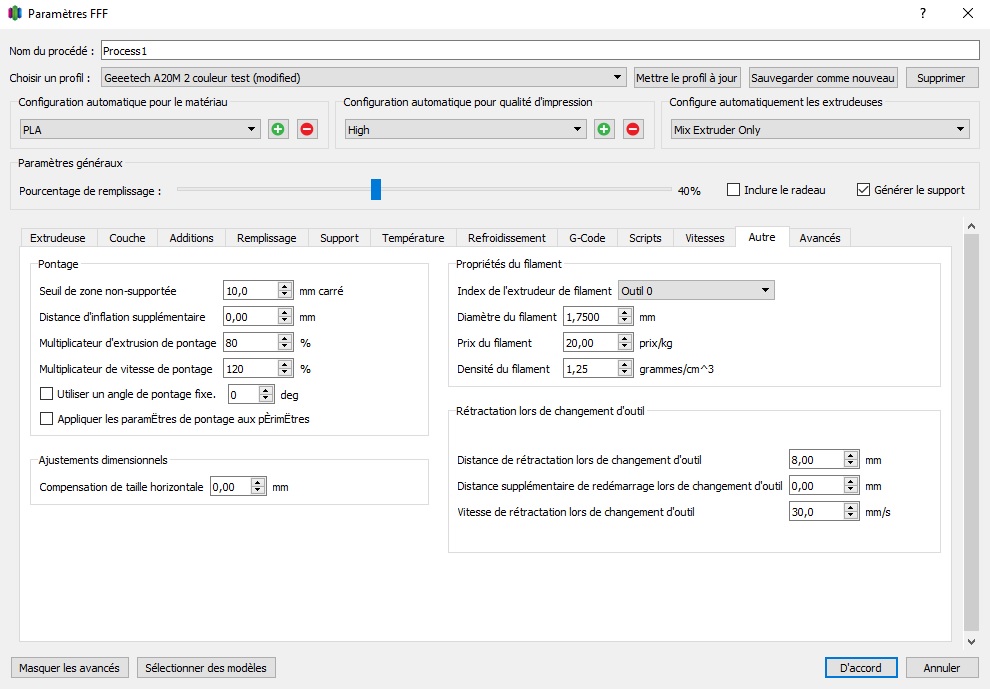 Paramètres FFF
?
Nom du procédé : Process1
Choisir un profil : Geeetech A20M 2 couleur test (modified) Mettre le profil à jour Sauvegarder comme nouveau Supprimer
Configuration automatique pour le matériau
PLA
Configuration automatique pour qualité d'impression
High
Configure automatiquement les extrudeuses
Mix Extruder Only
Paramètres généraux
Pourcentage de remplissage : 40% Inclure le radeau Générer le support
Extrudeuse Couche Additions Remplissage Support Température Refroidissement G-Code Scripts Vitesses Autre Avancés
Pontage
Seuil de zone non-supportée 10,0 mm carré
Distance d'inflation supplémentaire 0,00 mm
Multiplicateur d'extrusion de pontage 80 %
Multiplicateur de vitesse de pontage 120 %
Utiliser un angle de pontage fixe. 0 deg
Appliquer les paramËtres de pontage aux pÈrimËtres
Ajustements dimensionnels
Compensation de taille horizontale 0,00 mm
Propriétés du filament
Index de l'extrudeur de filament Outil 0
Diamètre du filament 1,7500 mm
Prix du filament 20,00 prix/kg
Densité du filament 1,25 grammes/cm^3
Rétractation lors de changement d'outil
Distance de rétractation lors de changement d'outil 8,00 mm
Distance supplémentaire de redémarrage lors de changement d'outil 0,00 mm
Vitesse de rétractation lors de changement d'outil 30,0 mm/s
Masquer les avancés Sélectionner des modèles D'accord Annuler